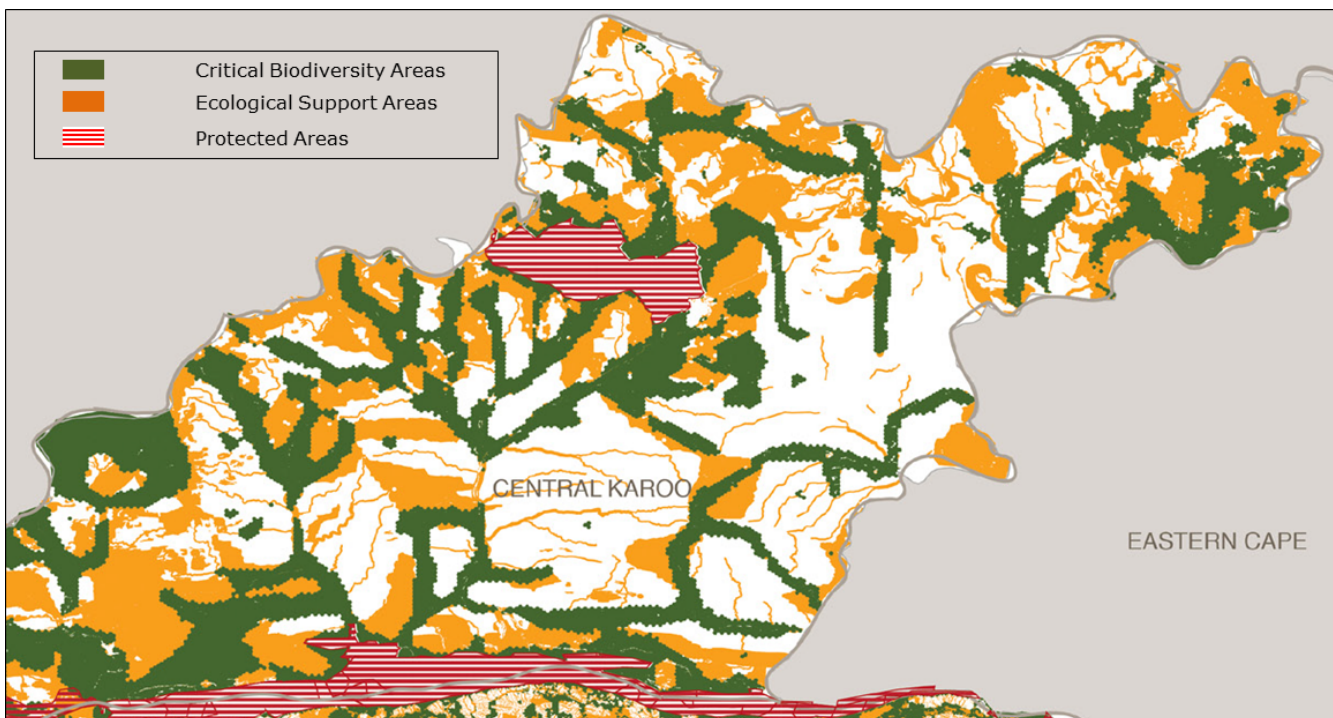 Critical Biodiversity Areas
Ecological Support Areas
Protected Areas
CENTRAL KAROO
EASTERN CAPE